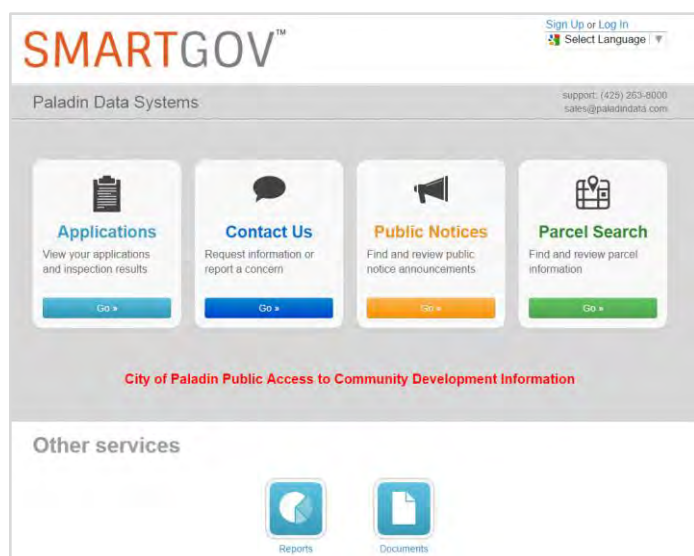 Sign Up or Log In
SMARTGOV™
Select Language ▼
Paladin Data Systems
support: (425) 263-8000
sales@paladindata.com
Applications
View your applications
and inspection results
Go »
Contact Us
Request information or
report a concern
Go »
Public Notices
Find and review public
notice announcements
Go »
Parcel Search
Find and review parcel
information
Go »
City of Paladin Public Access to Community Development Information
Other services
Reports
Documents